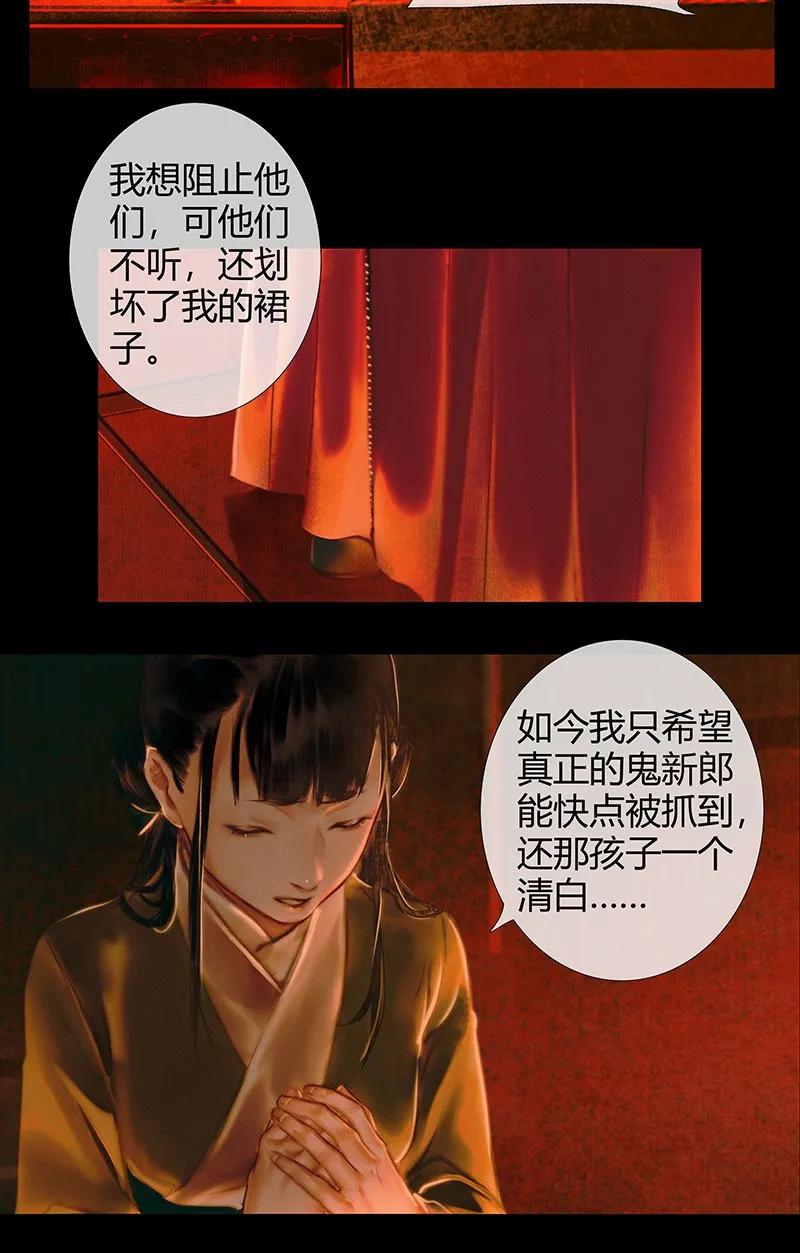 我想阻止他
们，可他们
不听，还划
坏了我的裙
子。
如今我只希望
真正的鬼新郎
能快点被抓到，
还那孩子一个
清白……